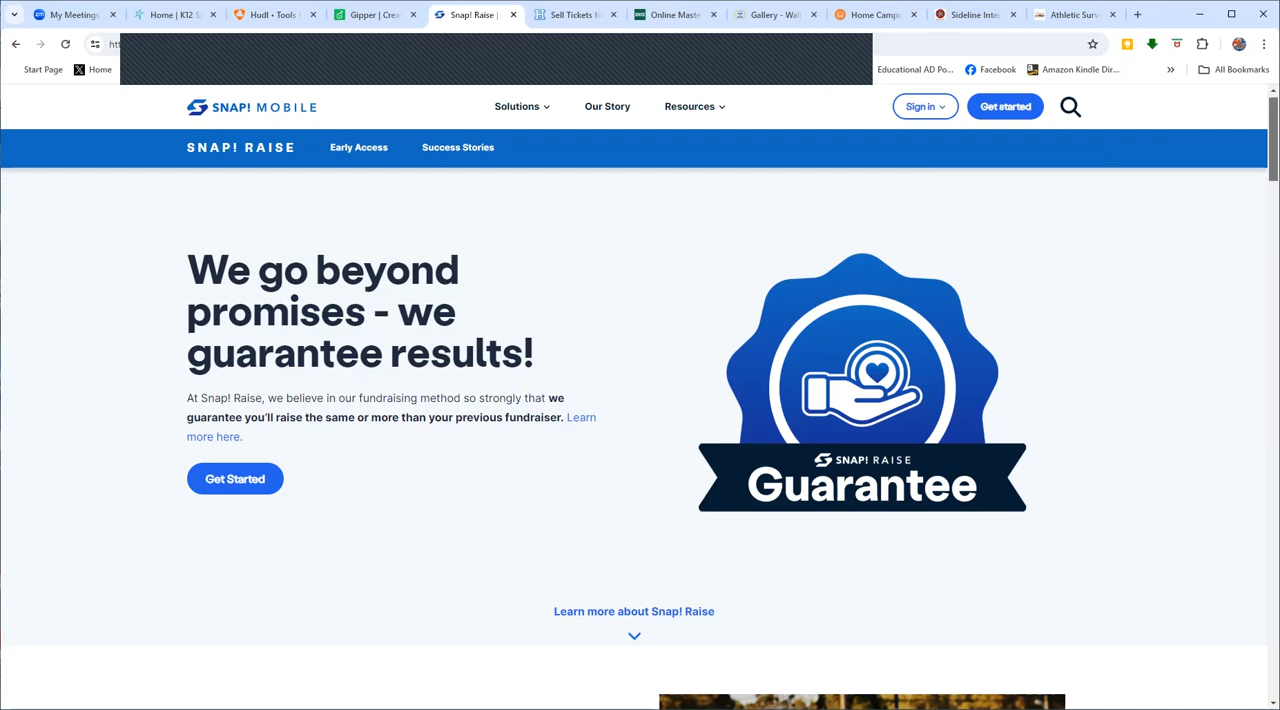 My Meetings
Home | K12 S
Hudl • Tools t
Gipper | Crea
Snap! Raise |
Sell Tickets fo
Online Maste
Gallery - Wal
Home Camp
Sideline Inte
Athletic Surve
Start Page
Home
Educational AD Po...
Facebook
Amazon Kindle Dir...
»
All Bookmarks
SNAP! MOBILE
Solutions
Our Story
Resources
Sign in
Get started
SNAP! RAISE
Early Access
Success Stories
We go beyond
promises - we
guarantee results!
At Snap! Raise, we believe in our fundraising method so strongly that we
guarantee you'll raise the same or more than your previous fundraiser. Learn
more here.
Get Started
SNAP! RAISE
Guarantee
Learn more about Snap! Raise